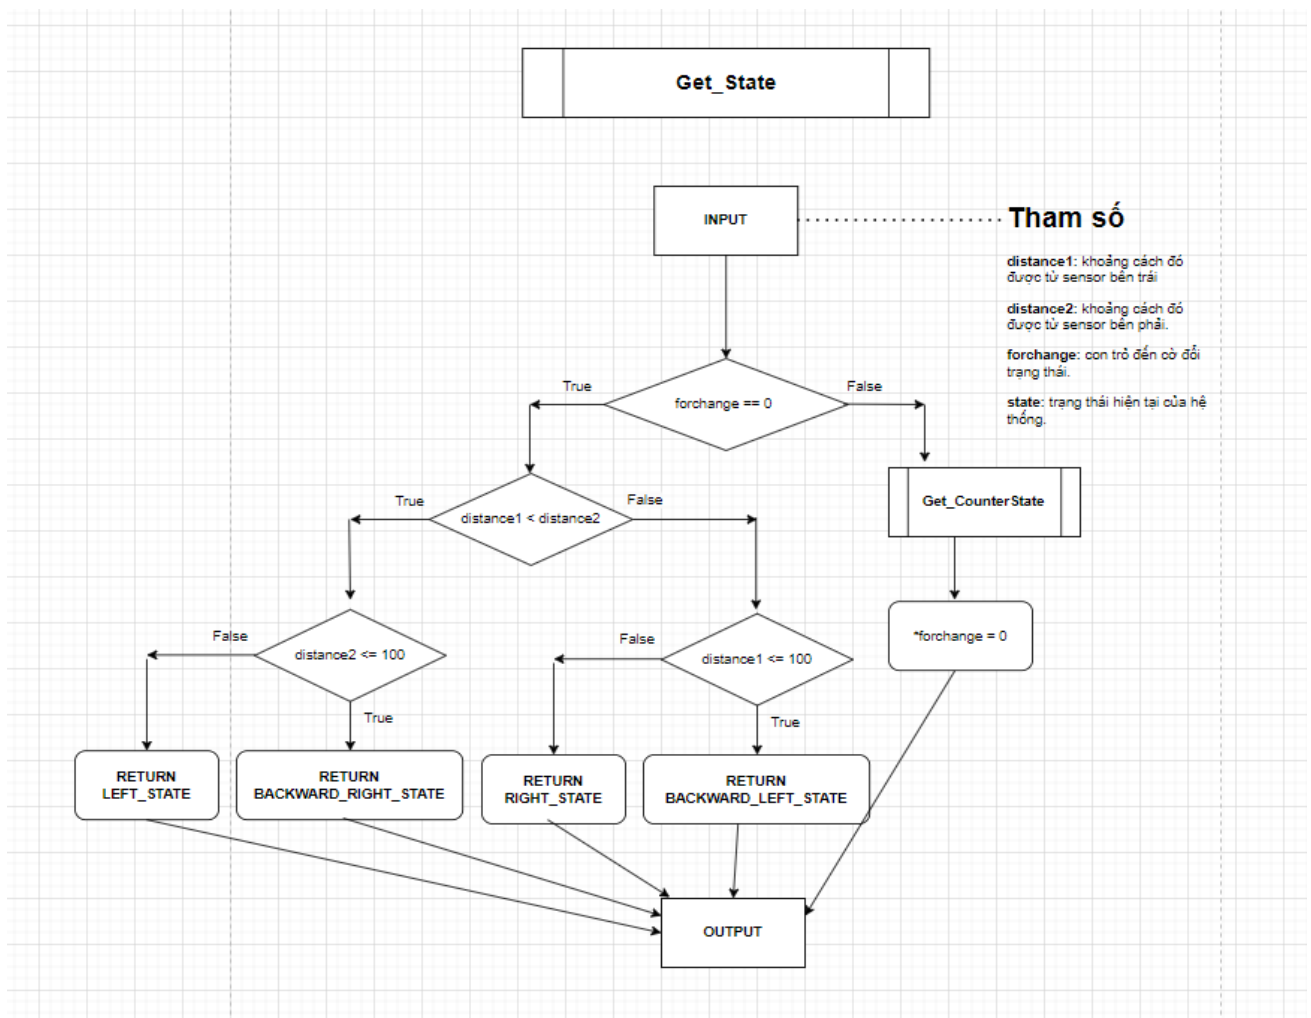 Get_State
INPUT
Tham số
distance1: khoảng cách đó
được từ sensor bên trái
distance2: khoảng cách đó
được từ sensor bên phải.
forchange: con trỏ đến cờ đổi
trạng thái.
state: trạng thái hiện tại của hệ
thống.
True
forchange == 0
False
True
distance1 < distance2
False
Get_CounterState
False
distance2 <= 100
True
False
distance1 <= 100
True
*forchange = 0
RETURN
LEFT_STATE
RETURN
BACKWARD_RIGHT_STATE
RETURN
RIGHT_STATE
RETURN
BACKWARD_LEFT_STATE
OUTPUT